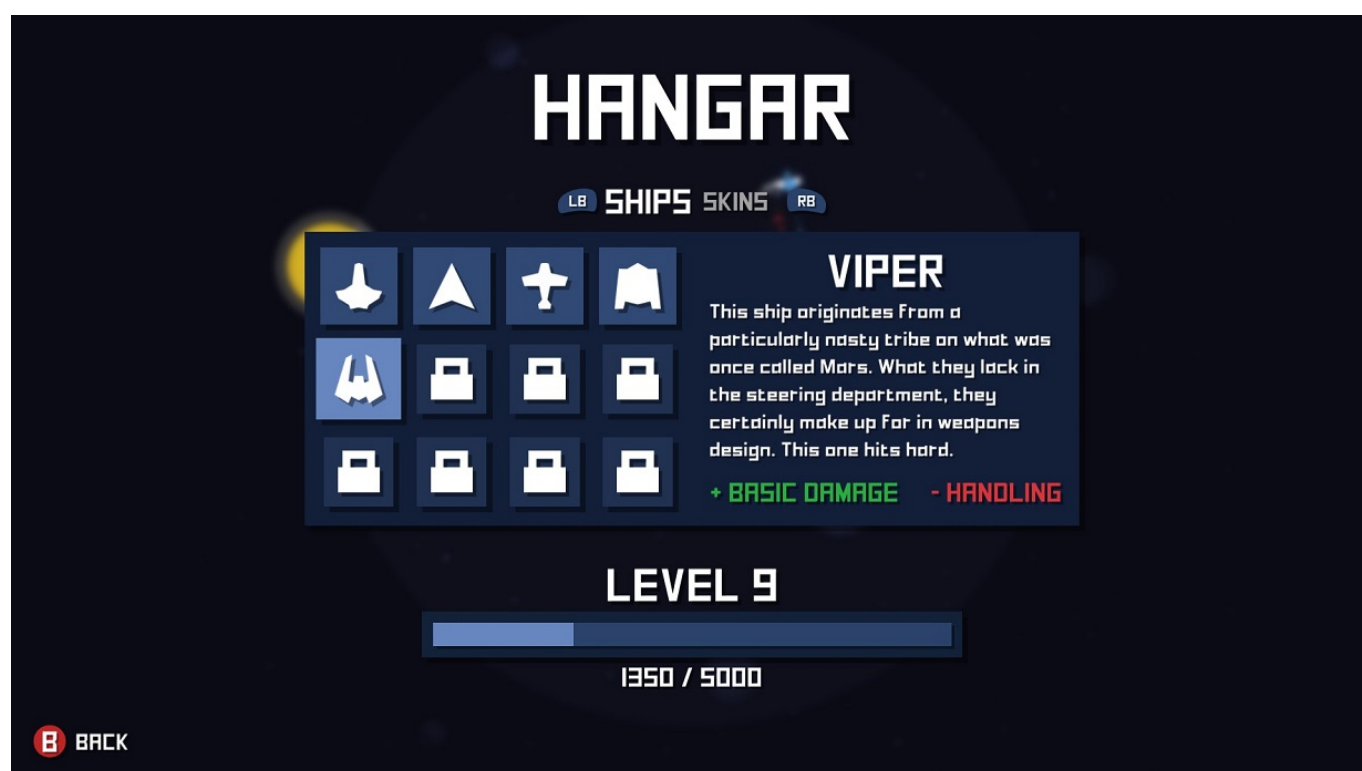 HANGAR
LB SHIPS SKINS RB
VIPER
This ship originates from a
particularly nasty tribe on what was
once called Mars. What they lack in
the steering department, they
certainly make up for in weapons
design. This one hits hard.
+ BASIC DAMAGE - HANDLING
LEVEL 9
1350 / 5000
B BACK